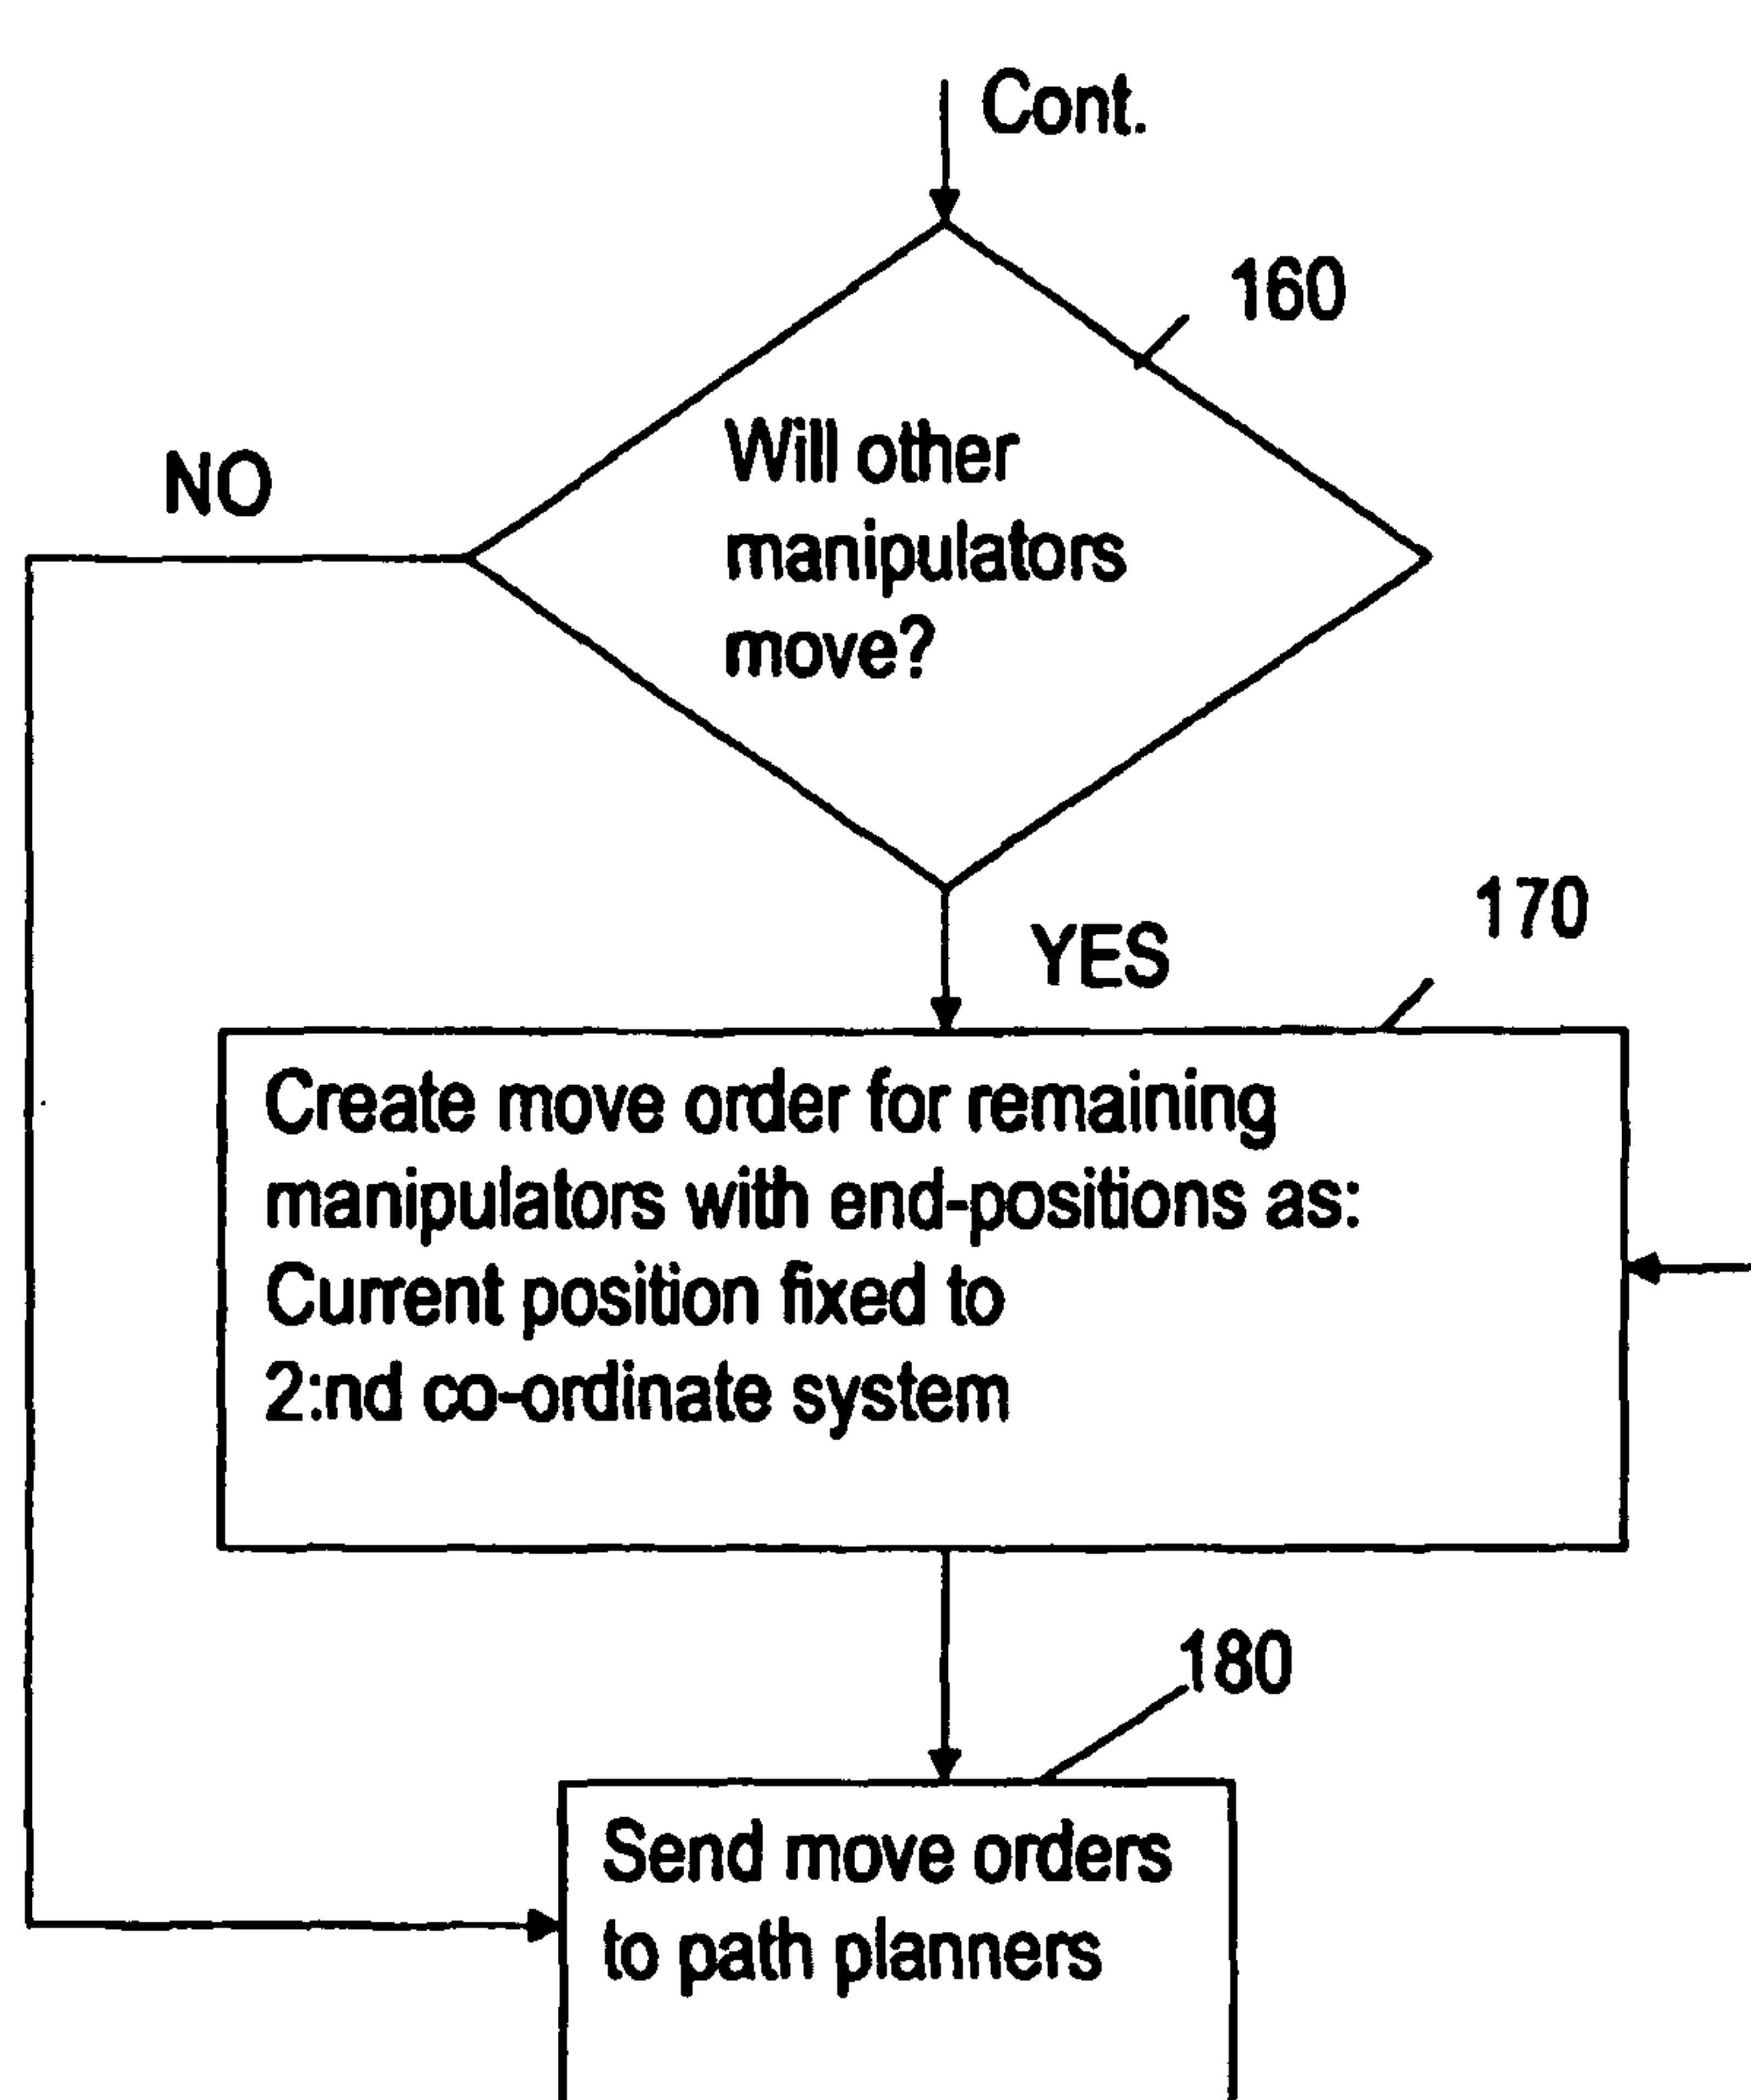 Cont.
160
Will other
manipulators
move?
NO
YES
170
Create move order for remaining
manipulators with end-positions as:
Current position fixed to
2:nd co-ordinate system
180
Send move orders
to path planners